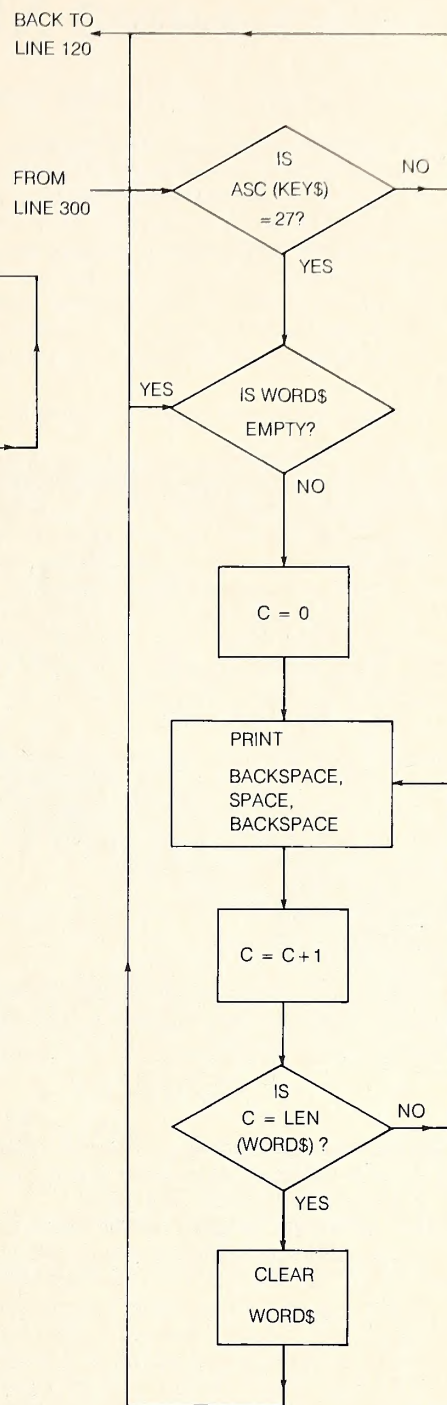 BACK TO
LINE 120
FROM
LINE 300
IS
ASC (KEY$)
= 27?
NO
YES
YES
IS WORD$
EMPTY?
NO
C = 0
PRINT
BACKSPACE,
SPACE,
BACKSPACE
C = C+1
IS
C = LEN
(WORD$) ?
NO
YES
CLEAR
WORD$